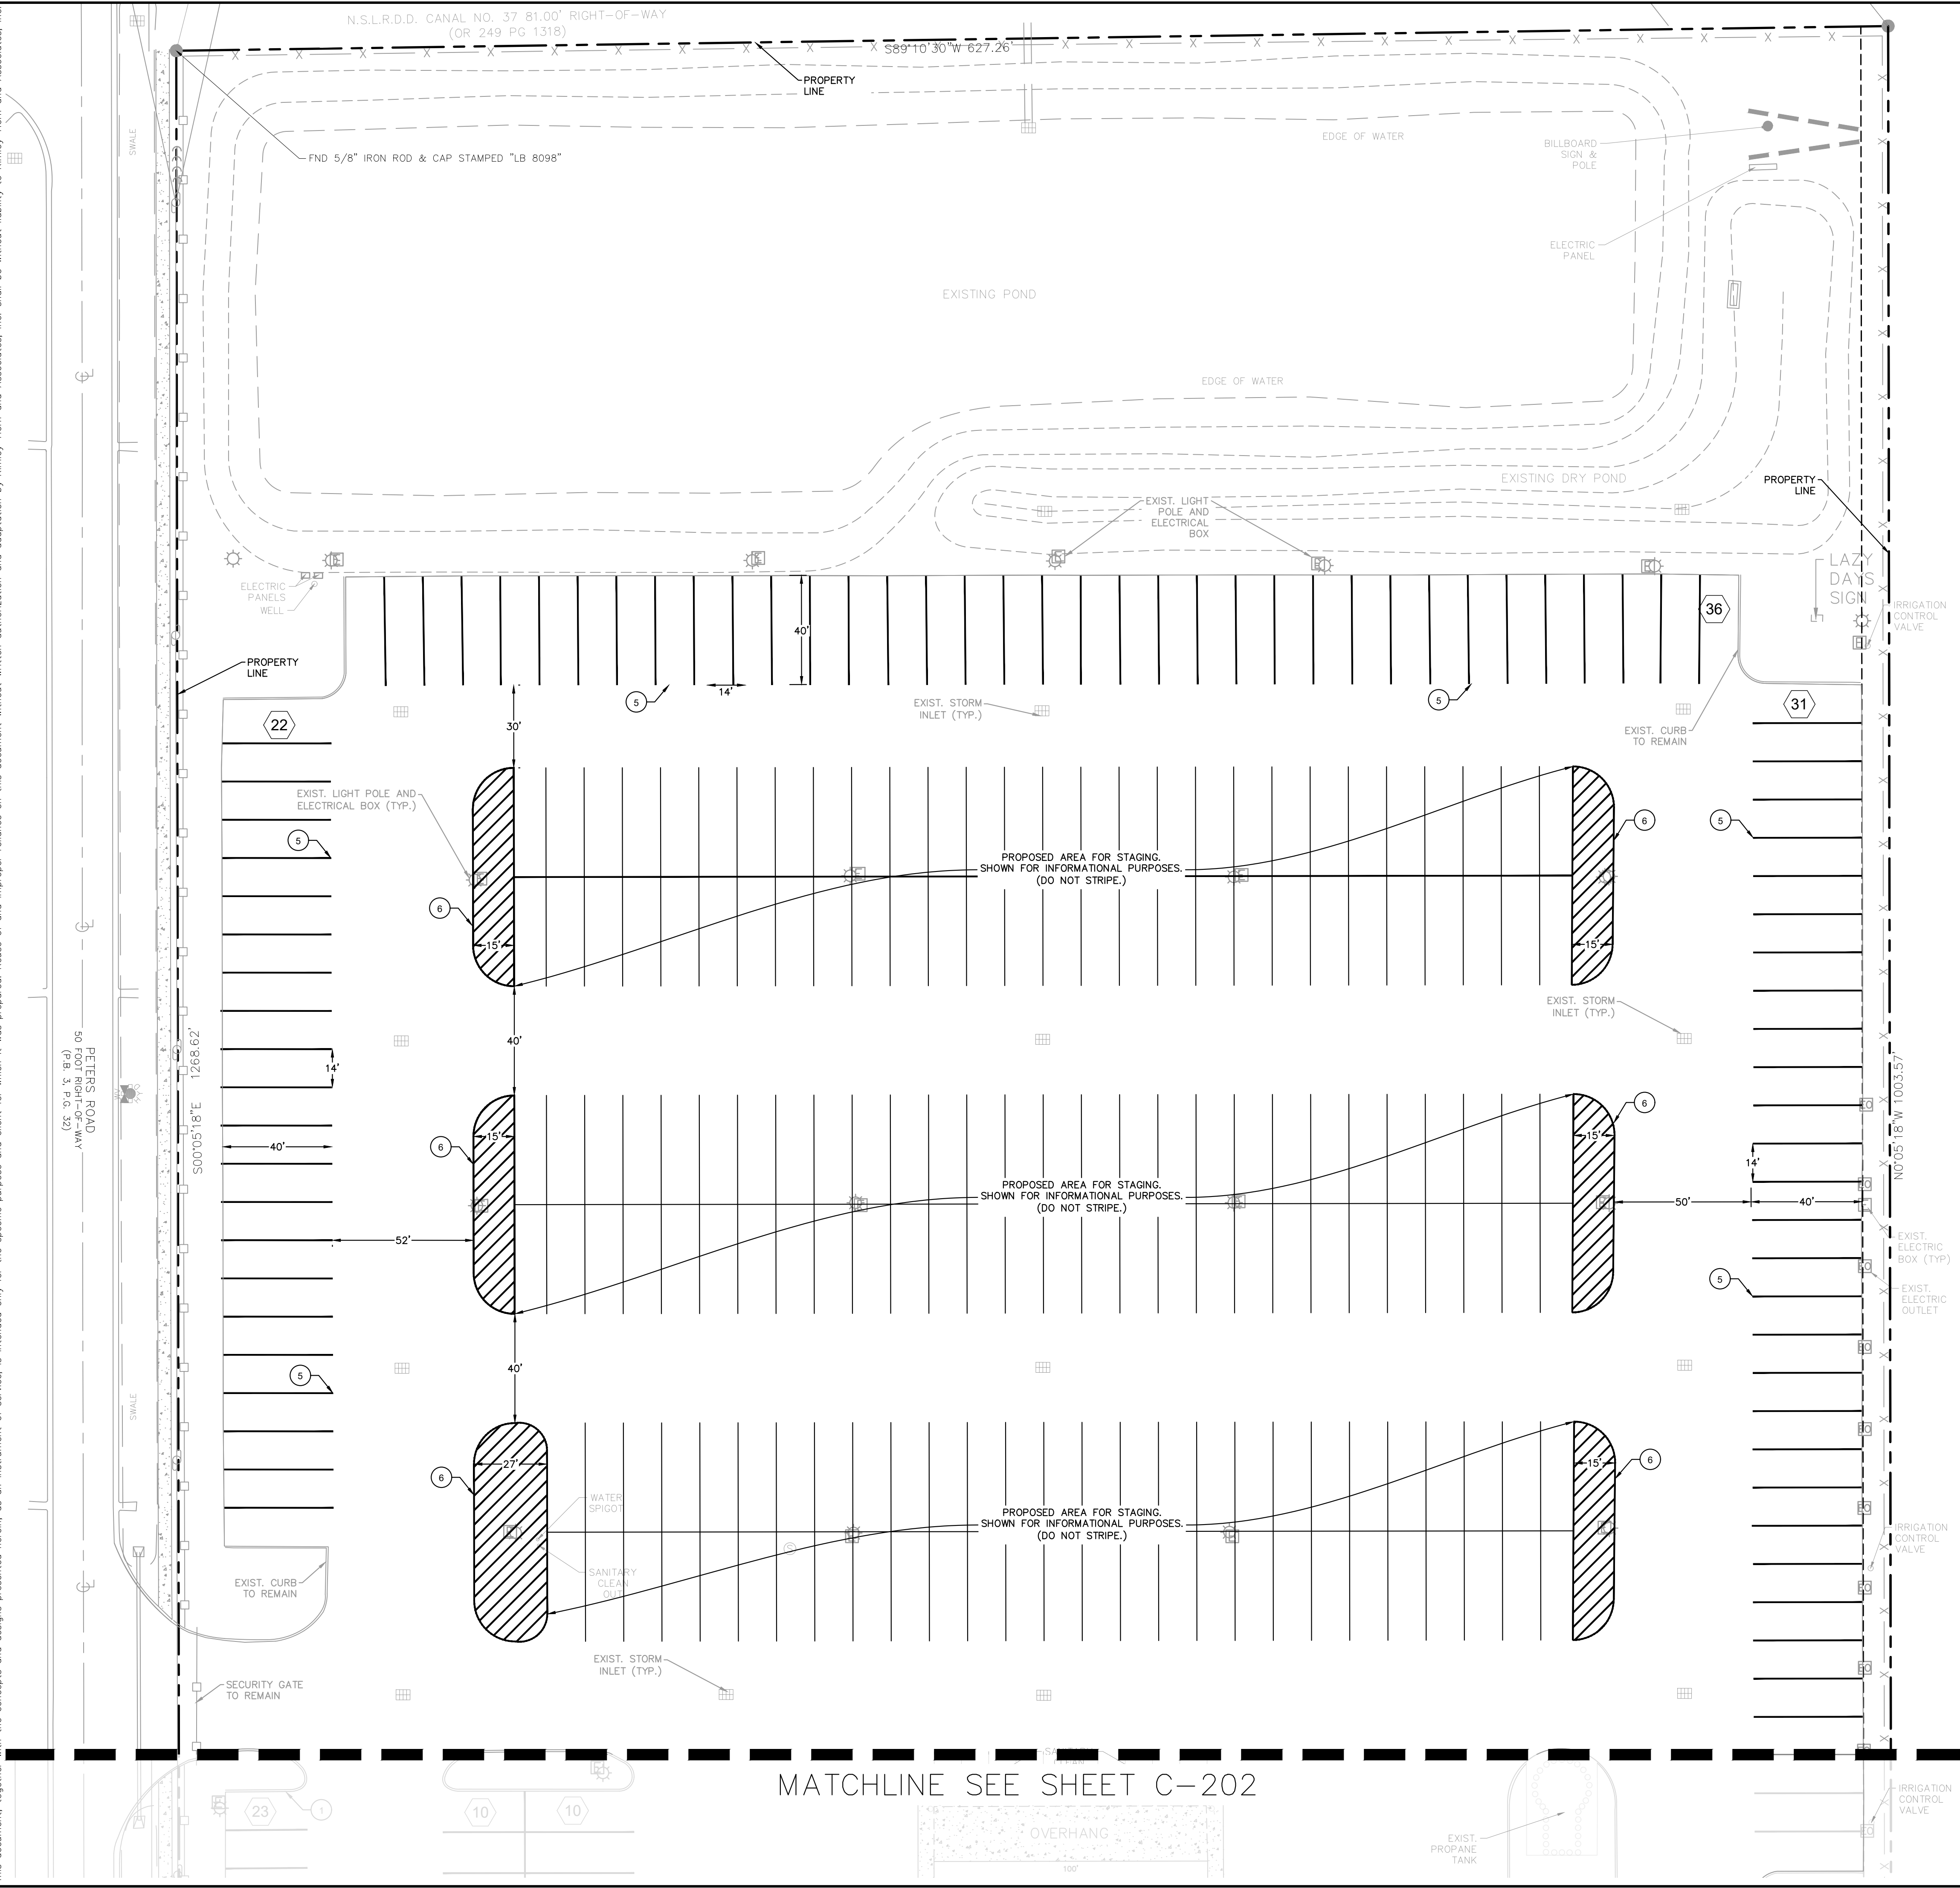 N.S.L.R.D.D. CANAL NO. 37 81.00' RIGHT-OF-WAY
(OR 249 PG 1318)
S89°10'30"W 627.26'
PROPERTY
LINE
SWALE
FND 5/8" IRON ROD & CAP STAMPED "LB 8098"
EDGE OF WATER
BILLBOARD
SIGN &
POLE
ELECTRIC
PANEL
EXISTING POND
EDGE OF WATER
EXISTING DRY POND
PROPERTY
LINE
EXIST. LIGHT
POLE AND
ELECTRICAL
BOX
ELECTRIC
PANELS
WELL
LAZY
DAYS
SIGN
IRRIGATION
CONTROL
VALVE
36
40'
PROPERTY
LINE
5
14'
5
22
30'
EXIST. STORM
INLET (TYP.)
31
EXIST. CURB
TO REMAIN
EXIST. LIGHT POLE AND
ELECTRICAL BOX (TYP.)
5
6
5
PROPOSED AREA FOR STAGING.
SHOWN FOR INFORMATIONAL PURPOSES.
(DO NOT STRIPE.)
6
15'
15'
EXIST. STORM
INLET (TYP.)
40'
14'
PETERS ROAD
50 FOOT RIGHT-OF-WAY
(P.B. 3, P.G. 32)
S00°05'18"E 1268.62'
N0°05'18"W 1003.57'
6
15'
15'
6
40'
14'
PROPOSED AREA FOR STAGING.
SHOWN FOR INFORMATIONAL PURPOSES.
(DO NOT STRIPE.)
50'
40'
52'
EXIST.
ELECTRIC
BOX (TYP)
5
EXIST.
ELECTRIC
OUTLET
40'
5
SWALE
6
27'
15'
6
WATER
SPIGOT
PROPOSED AREA FOR STAGING.
SHOWN FOR INFORMATIONAL PURPOSES.
(DO NOT STRIPE.)
IRRIGATION
CONTROL
VALVE
SANITARY
CLEAN
OUT
EXIST. CURB
TO REMAIN
EXIST. STORM
INLET (TYP.)
SECURITY GATE
TO REMAIN
MATCHLINE SEE SHEET C-202
IRRIGATION
CONTROL
VALVE
23
1
10
10
OVERHANG
100'
EXIST.
PROPANE
TANK